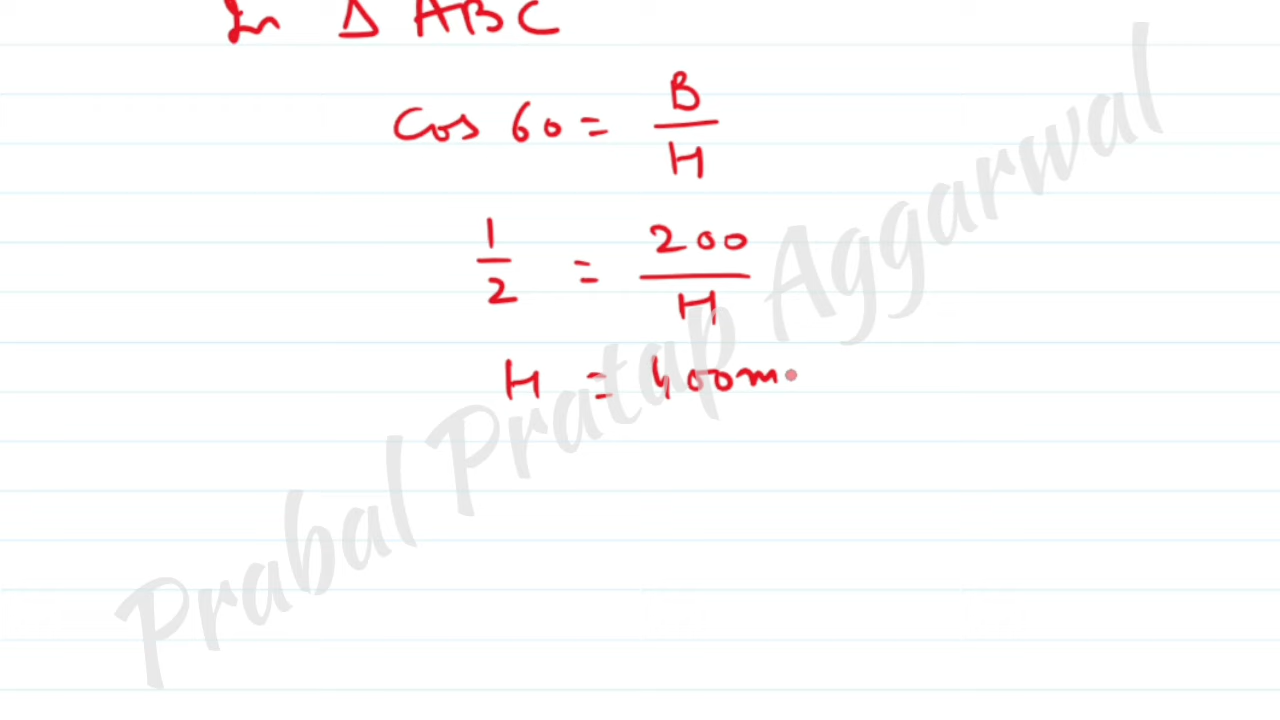 In Δ ABC
Cos 60 = B/H
1/2 = 200/H
H = 400m
Prabal Pratap Aggarwal